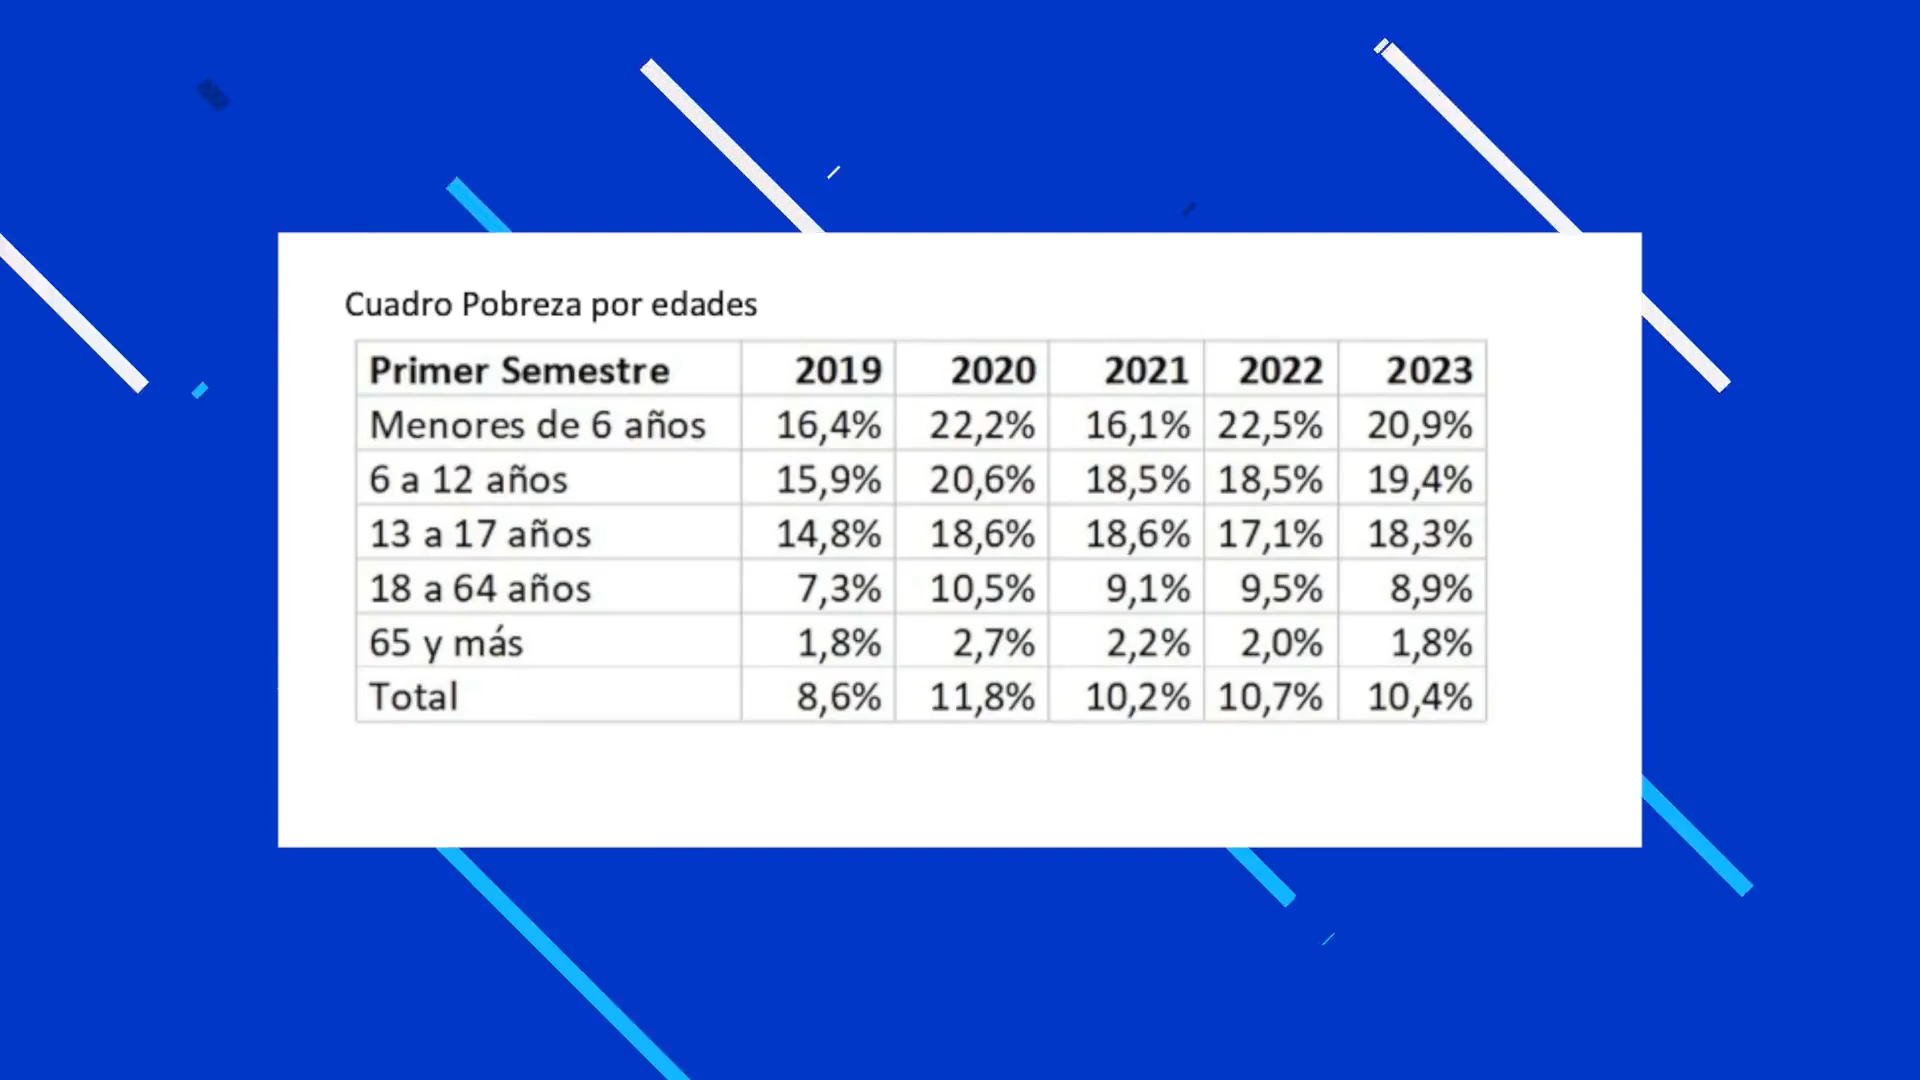 Cuadro Pobreza por edades
Primer Semestre 2019 2020 2021 2022 2023
Menores de 6 años 16,4% 22,2% 16,1% 22,5% 20,9%
6 a 12 años 15,9% 20,6% 18,5% 18,5% 19,4%
13 a 17 años 14,8% 18,6% 18,6% 17,1% 18,3%
18 a 64 años 7,3% 10,5% 9,1% 9,5% 8,9%
65 y más 1,8% 2,7% 2,2% 2,0% 1,8%
Total 8,6% 11,8% 10,2% 10,7% 10,4%